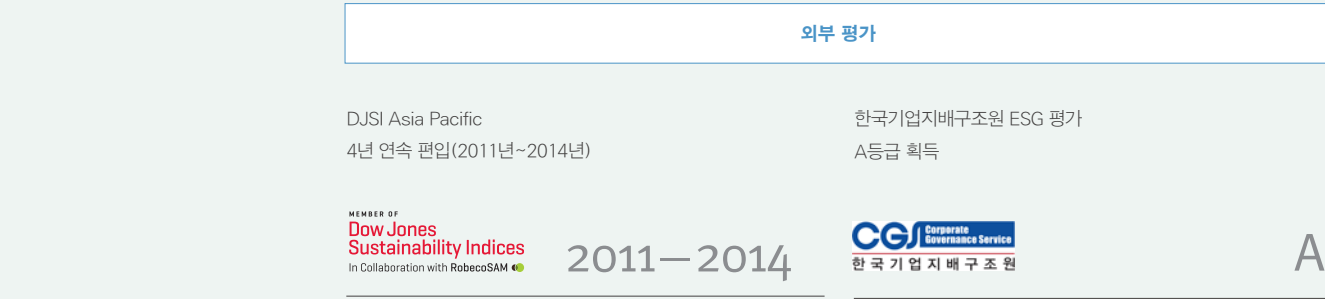 외부 평가
DJSI Asia Pacific
4년 연속 편입(2011년~2014년)
MEMBER OF
Dow Jones
Sustainability Indices
In Collaboration with RobecoSAM
2011—2014
한국기업지배구조원 ESG 평가
A등급 획득
CGS Corporate
Governance Service
한국기업지배구조원
A